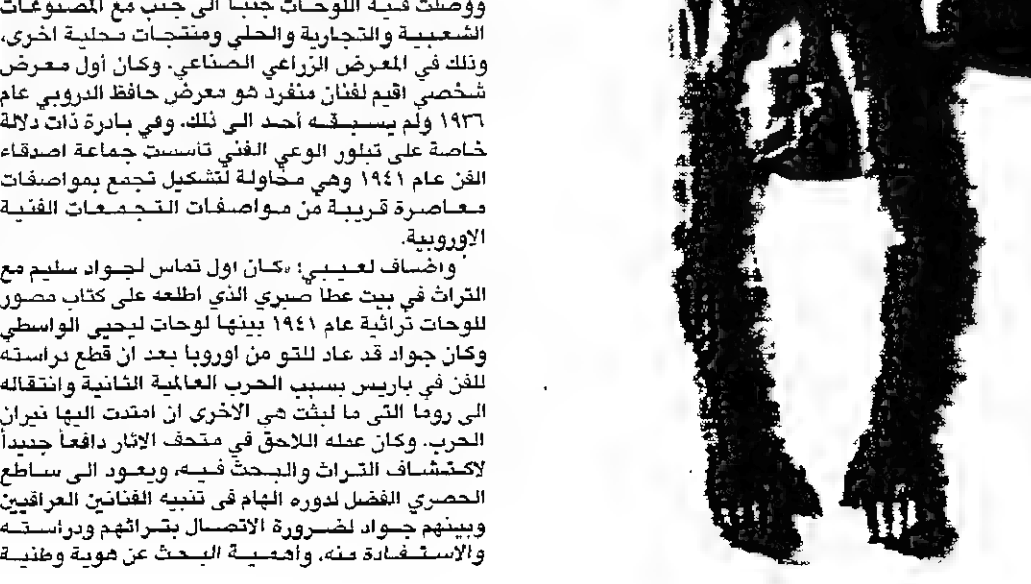 ووصلت فيه اللوحات جنباً الى جنب مع المصنوعات
الشعبية والتجارية والحلي ومنتجات محلية اخرى،
وذلك في المعرض الزراعي الصناعي. وكان أول معرض
شخصي اقيم لفنان منفرد هو معرض حافظ الدروبي عام
١٩٣٦ ولم يسبقه أحد الى ذلك. وفي بادرة ذات دلالة
خاصة على تبلور الوعي الفني تأسست جماعة اصدقاء
الفن عام ١٩٤١ وهي محاولة لتشكيل تجمع بمواصفات
معاصرة قريبة من مواصفات التجمعات الفنية
الاوروبية.
واضاف لعيبي: «كان اول تماس لجواد سليم مع
التراث في بيت عطا صبري الذي اطلعه على كتاب مصور
للوحات تراثية عام ١٩٤١ بينها لوحات ليحيى الواسطي
وكان جواد قد عاد للتو من اوروبا بعد ان قطع دراسته
للفن في باريس بسبب الحرب العالمية الثانية وانتقاله
الى روما التي ما لبثت هي الاخرى ان امتدت اليها نيران
الحرب. وكان عمله اللاحق في متحف الاثار دافعاً جديداً
لاكتشاف التراث والبحث فيه، ويعود الى ساطع
الحصري الفضل لدوره الهام في تنبيه الفنانين العراقيين
وبينهم جواد لضرورة الاتصال بتراثهم ودراسته
والاستفادة منه، وأهمية البحث عن هوية وطنية